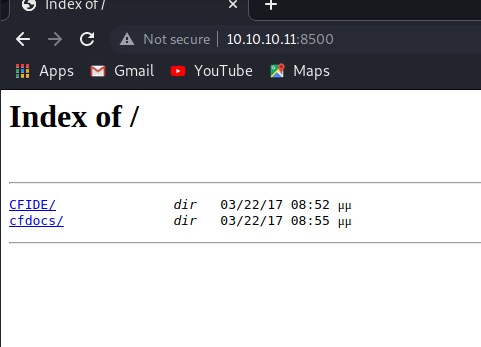 Index of /
Not secure | 10.10.10.11:8500
Apps Gmail YouTube Maps
Index of /
CFIDE/ dir 03/22/17 08:52 μμ
cfdocs/ dir 03/22/17 08:55 μμ